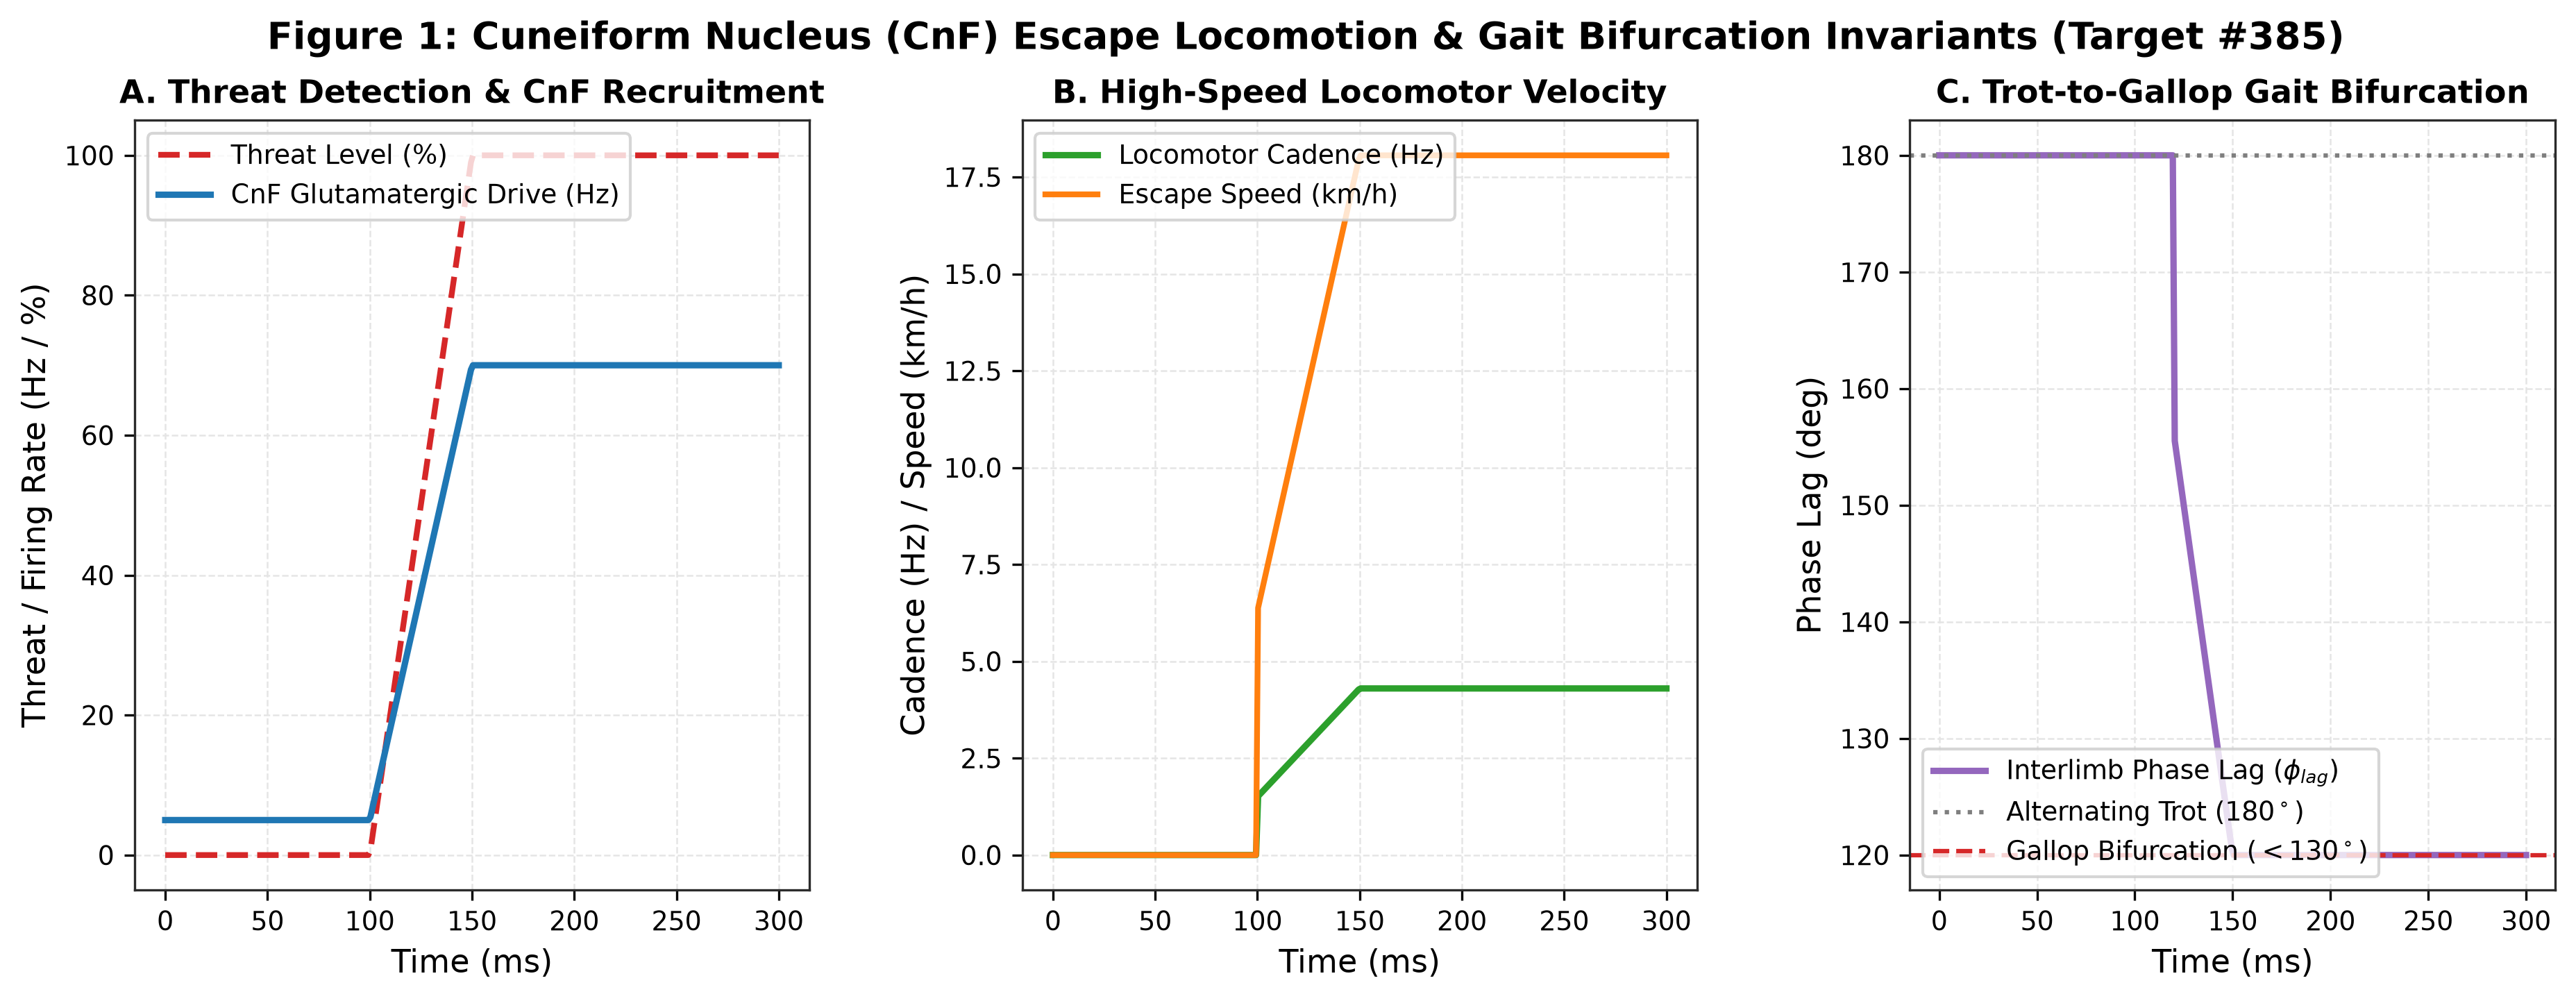 Figure 1: Cuneiform Nucleus (CnF) Escape Locomotion & Gait Bifurcation Invariants (Target #385)
A. Threat Detection & CnF Recruitment
Threat / Firing Rate (Hz / %)
100
80
60
40
20
0
Threat Level (%)
CnF Glutamatergic Drive (Hz)
0 50 100 150 200 250 300
Time (ms)
B. High-Speed Locomotor Velocity
Cadence (Hz) / Speed (km/h)
17.5
15.0
12.5
10.0
7.5
5.0
2.5
0.0
Locomotor Cadence (Hz)
Escape Speed (km/h)
0 50 100 150 200 250 300
Time (ms)
C. Trot-to-Gallop Gait Bifurcation
Phase Lag (deg)
180
170
160
150
140
130
120
Interlimb Phase Lag (ϕ_lag)
Alternating Trot (180°)
Gallop Bifurcation (<130°)
0 50 100 150 200 250 300
Time (ms)